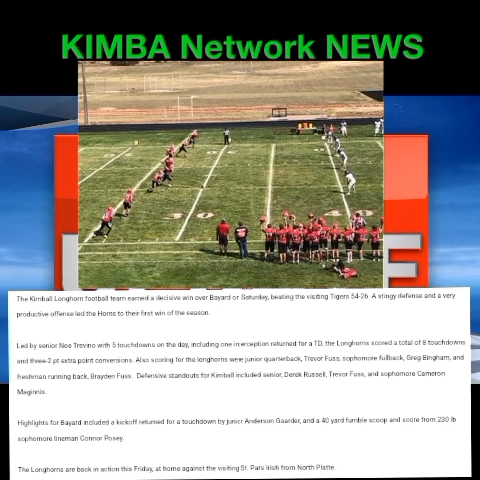 KIMBA Network NEWS
30
40
E
The Kimball Longhorn football team earned a decisive win over Bayard or Saturday, beating the visiting Tigers 54-26. A stingy defense and a very
productive offense led the Horns to their first win of the season.
Led by senior Noe Trevino with 5 touchdowns on the day, including one interception returned for a TD, the Longhorns scored a total of 8 touchdowns
and three-2 pt extra point conversions. Also scoring for the longhorns were junior quarterback, Trevor Fuss, sophomore fullback, Greg Bingham, and
freshman running back, Brayden Fuss. Defensive standouts for Kimball included senior, Derek Russell, Trevor Fuss, and sophomore Cameron
Maginnis.
Highlights for Bayard included a kickoff returned for a touchdown by junior Anderson Gaarder, and a 40 yard fumble scoop and score from 230 lb
sophomore lineman Connor Posey.
The Longhorns are back in action this Friday, at home against the visiting St. Pats Irish from North Platte.